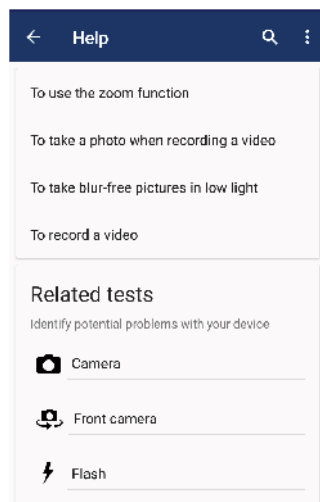 Help
To use the zoom function
To take a photo when recording a video
To take blur-free pictures in low light
To record a video
Related tests
Identify potential problems with your device
Camera
Front camera
Flash